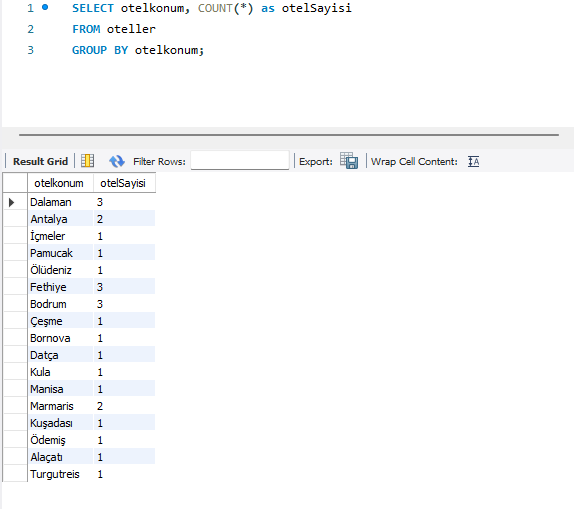 1 SELECT otelkonum, COUNT(*) as otelSayisi
2 FROM oteller
3 GROUP BY otelkonum;
Result Grid Filter Rows: Export: Wrap Cell Content: IA
otelkonum otelSayisi
Dalaman 3
Antalya 2
İçmeler 1
Pamucak 1
Ölüdeniz 1
Fethiye 3
Bodrum 3
Çeşme 1
Bornova 1
Datça 1
Kula 1
Manisa 1
Marmaris 2
Kuşadası 1
Ödemiş 1
Alaçatı 1
Turgutreis 1